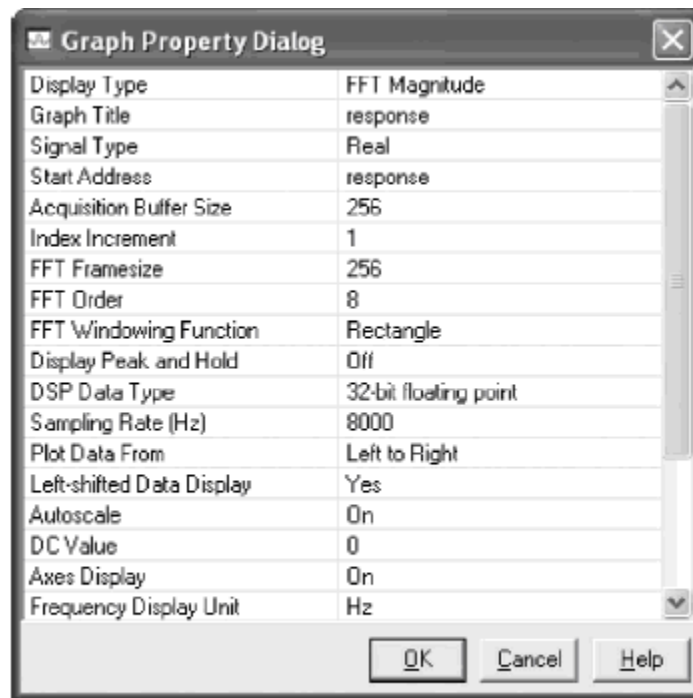 Graph Property Dialog
Display Type FFT Magnitude
Graph Title response
Signal Type Real
Start Address response
Acquisition Buffer Size 256
Index Increment 1
FFT Framesize 256
FFT Order 8
FFT Windowing Function Rectangle
Display Peak and Hold Off
DSP Data Type 32-bit floating point
Sampling Rate (Hz) 8000
Plot Data From Left to Right
Left-shifted Data Display Yes
Autoscale On
DC Value 0
Axes Display On
Frequency Display Unit Hz
OK Cancel Help